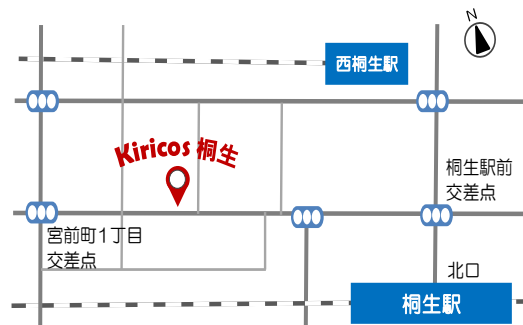 N
西桐生駅
Kiricos 桐生
桐生駅前
交差点
宮前町1丁目
交差点
北口
桐生駅